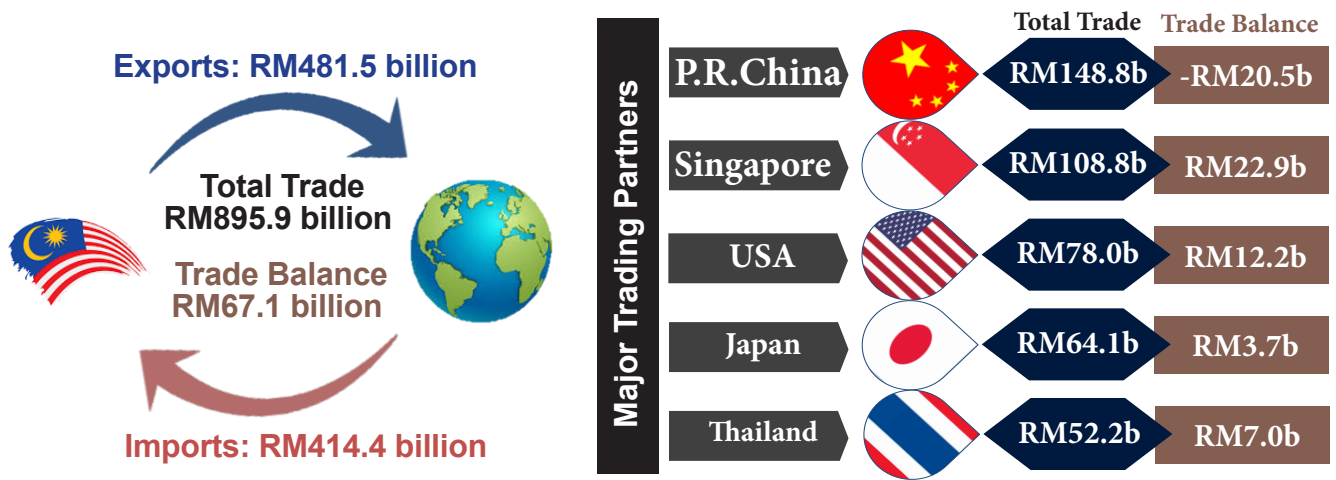 Exports: RM481.5 billion
Total Trade
RM895.9 billion
Trade Balance
RM67.1 billion
Imports: RM414.4 billion
Major Trading Partners
Total Trade Trade Balance
P.R.China RM148.8b -RM20.5b
Singapore RM108.8b RM22.9b
USA RM78.0b RM12.2b
Japan RM64.1b RM3.7b
Thailand RM52.2b RM7.0b